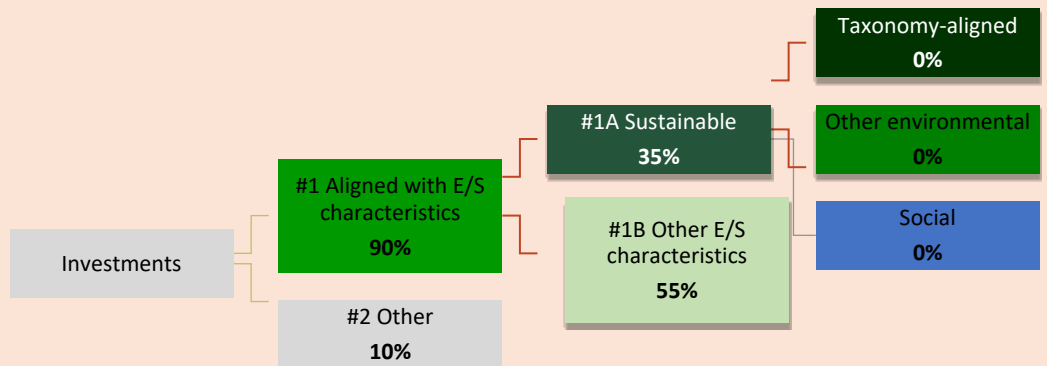 Investments
#1 Aligned with E/S
characteristics
90%
#2 Other
10%
#1A Sustainable
35%
#1B Other E/S
characteristics
55%
Taxonomy-aligned
0%
Other environmental
0%
Social
0%